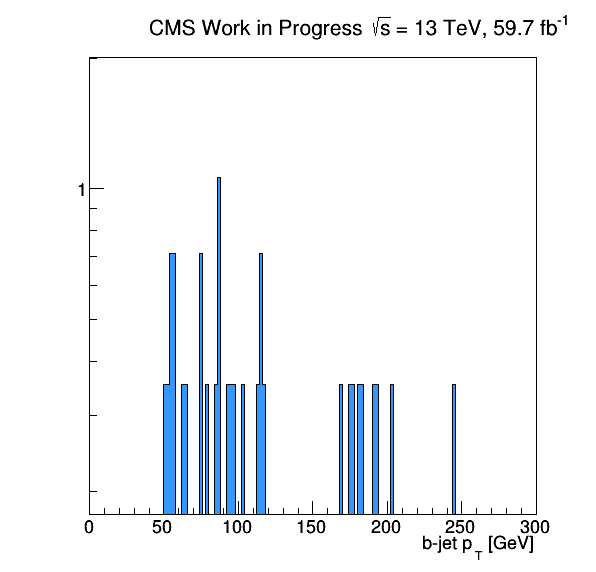 CMS Work in Progress √s = 13 TeV, 59.7 fb⁻¹
1
0 50 100 150 200 250 300
b-jet p_T [GeV]